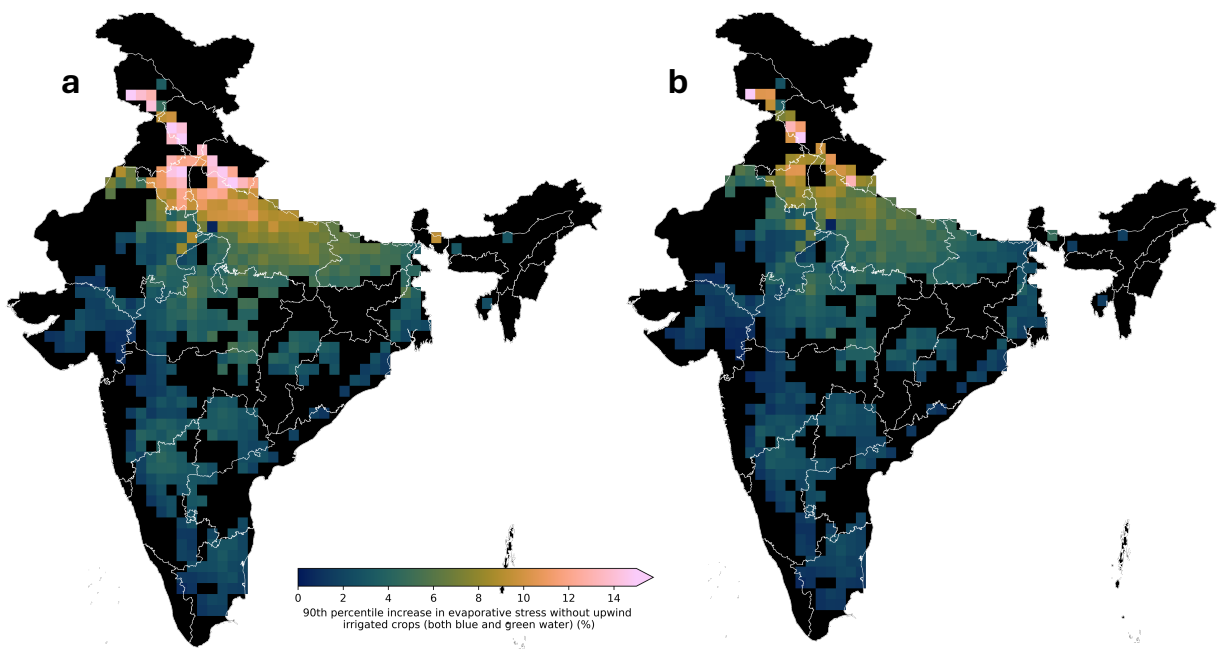 a
b
0 2 4 6 8 10 12 14
90th percentile increase in evaporative stress without upwind
irrigated crops (both blue and green water) (%)